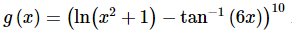 g (x) = (ln(x² + 1) − tan⁻¹ (6x))¹⁰